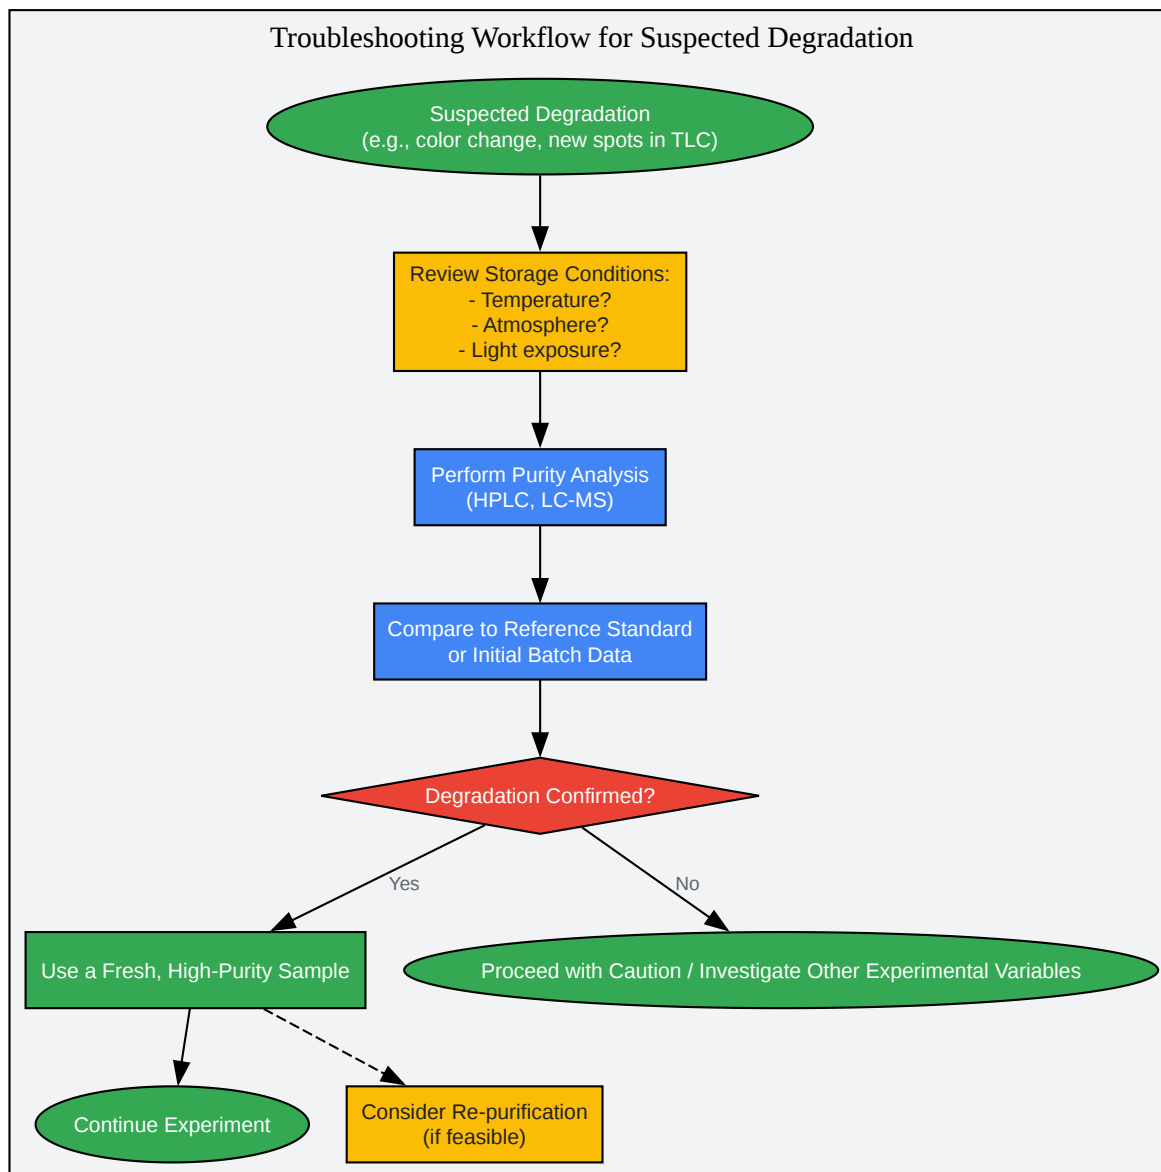 Troubleshooting Workflow for Suspected Degradation
Suspected Degradation
(e.g., color change, new spots in TLC)
Review Storage Conditions:
- Temperature?
- Atmosphere?
- Light exposure?
Perform Purity Analysis
(HPLC, LC-MS)
Compare to Reference Standard
or Initial Batch Data
Degradation Confirmed?
Yes
No
Use a Fresh, High-Purity Sample
Proceed with Caution / Investigate Other Experimental Variables
Continue Experiment
Consider Re-purification
(if feasible)